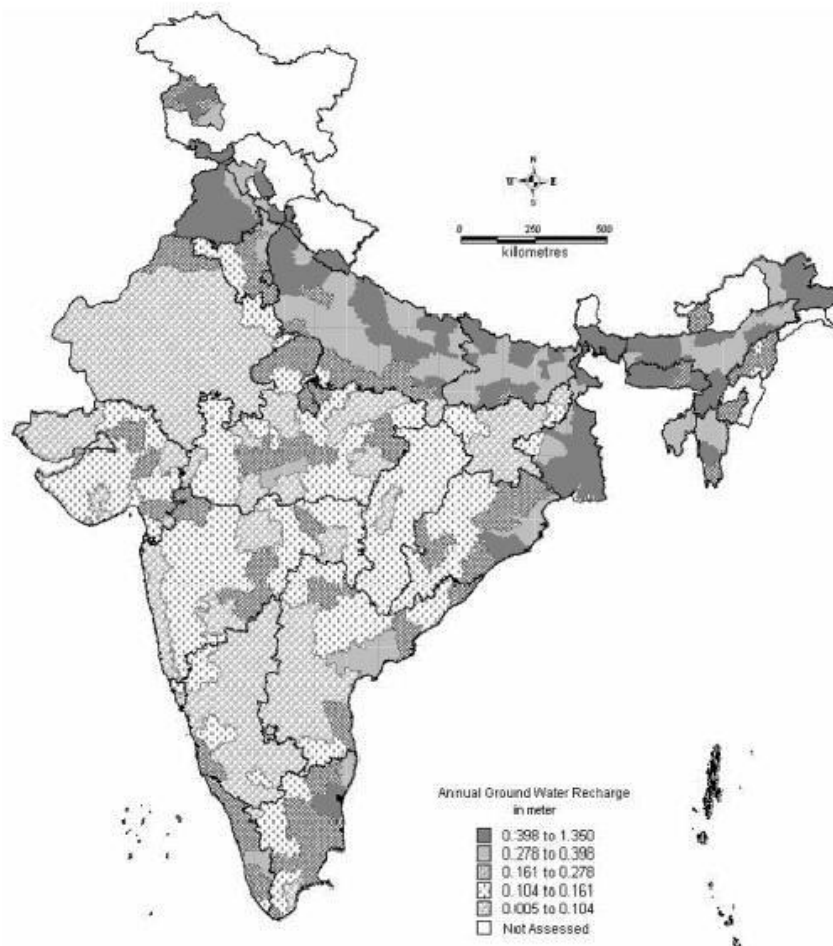 N
W E
S
0 250 500
kilometres
Annual Ground Water Recharge
in meter
0.398 to 1.350
0.278 to 0.398
0.161 to 0.278
0.104 to 0.161
0.005 to 0.104
Not Assessed